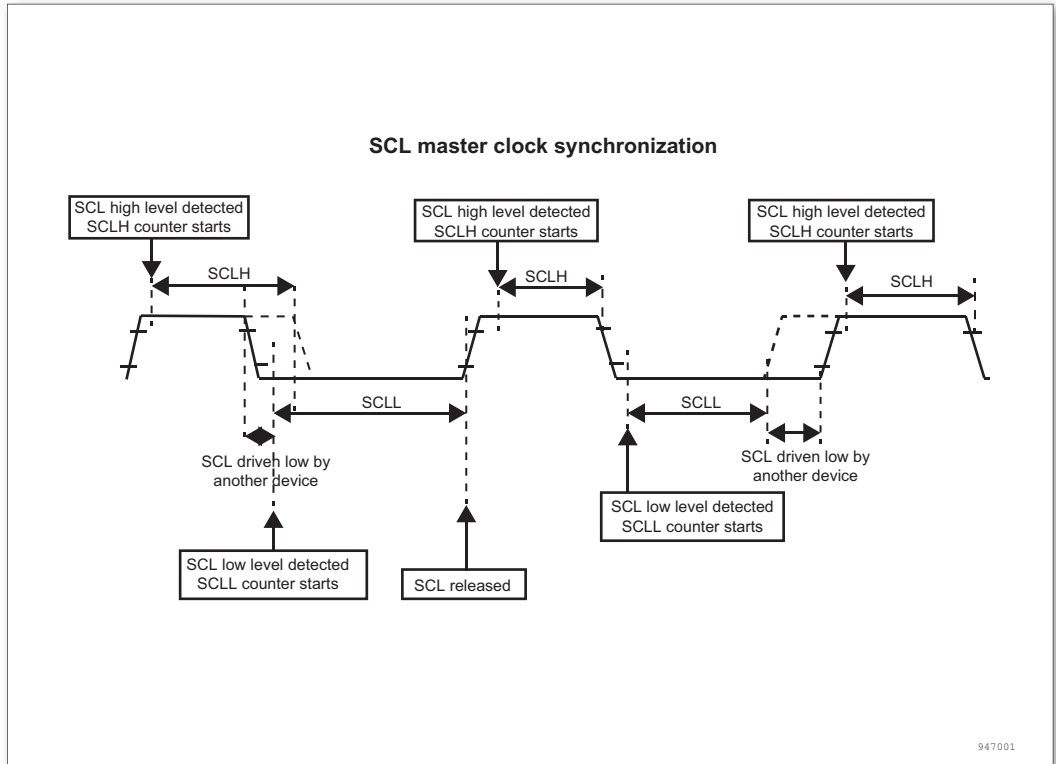 SCL master clock synchronization
SCL high level detected
SCLH counter starts
SCL high level detected
SCLH counter starts
SCL high level detected
SCLH counter starts
SCLH
SCLH
SCLH
SCLL
SCLL
SCL driven low by
another device
SCL driven low by
another device
SCL low level detected
SCLL counter starts
SCL low level detected
SCLL counter starts
SCL released
947001